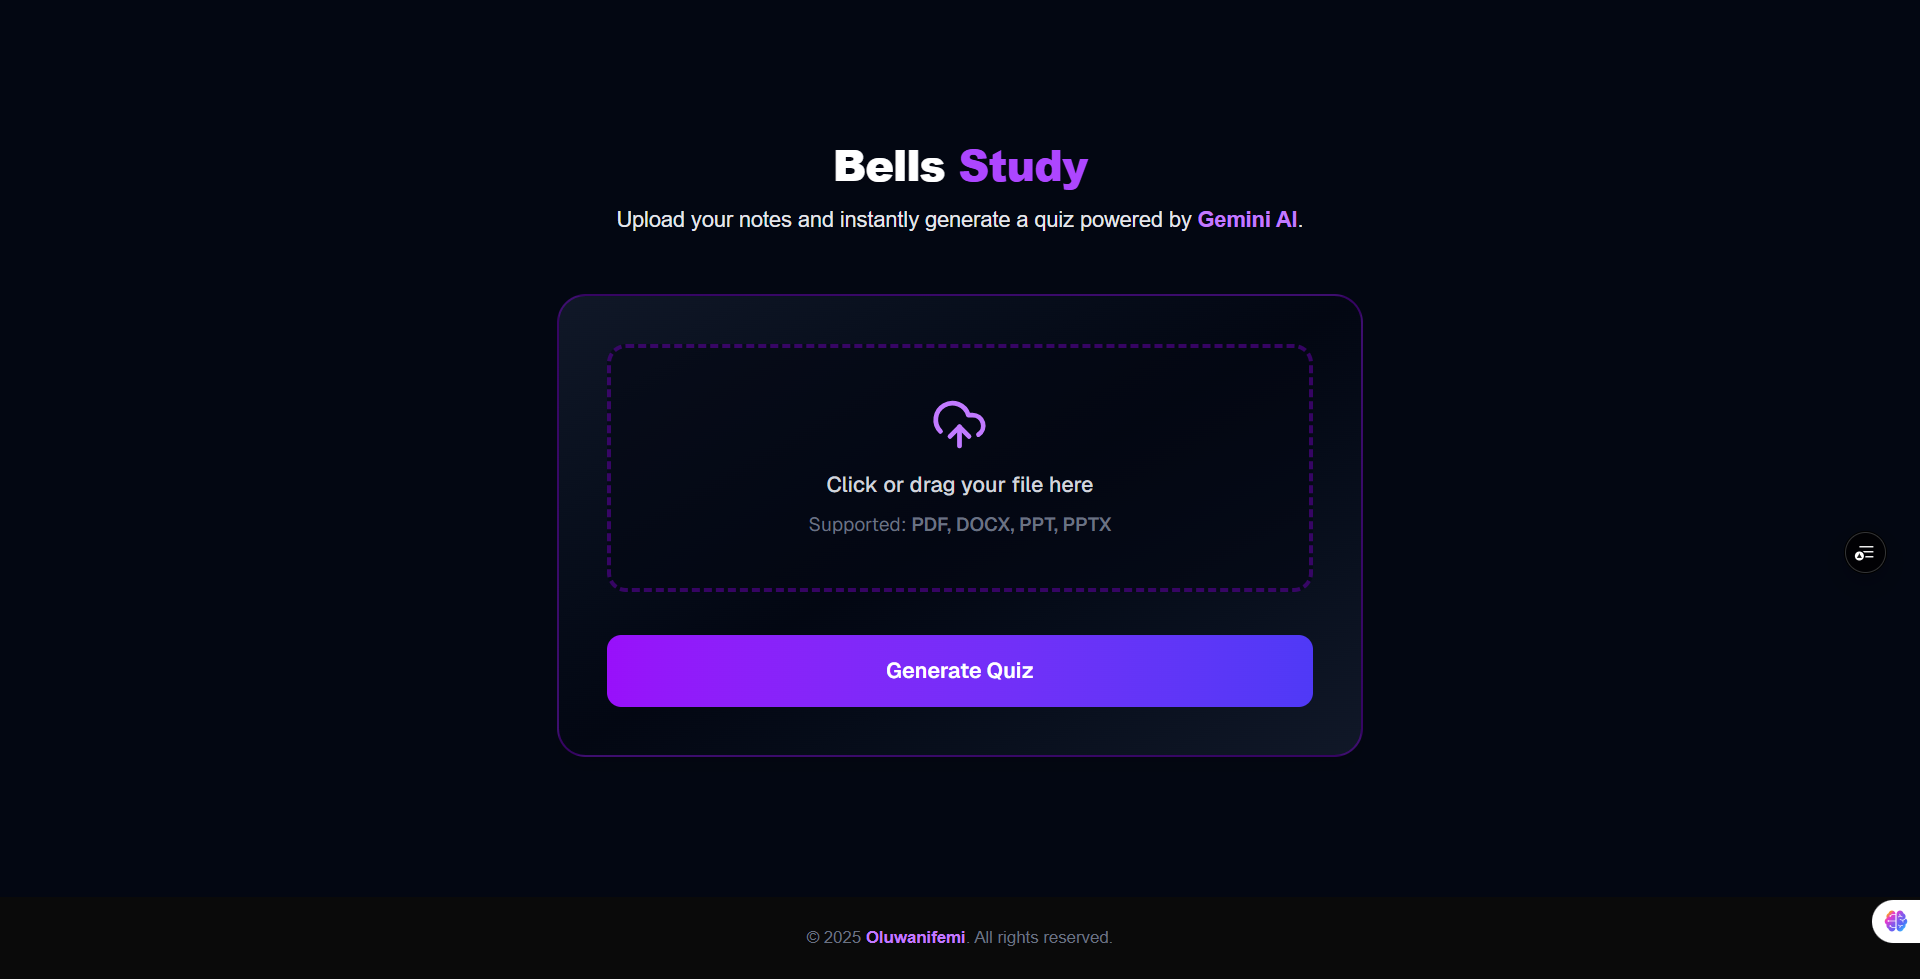 Bells Study
Upload your notes and instantly generate a quiz powered by Gemini AI.
Click or drag your file here
Supported: PDF, DOCX, PPT, PPTX
Generate Quiz
© 2025 Oluwanifemi. All rights reserved.